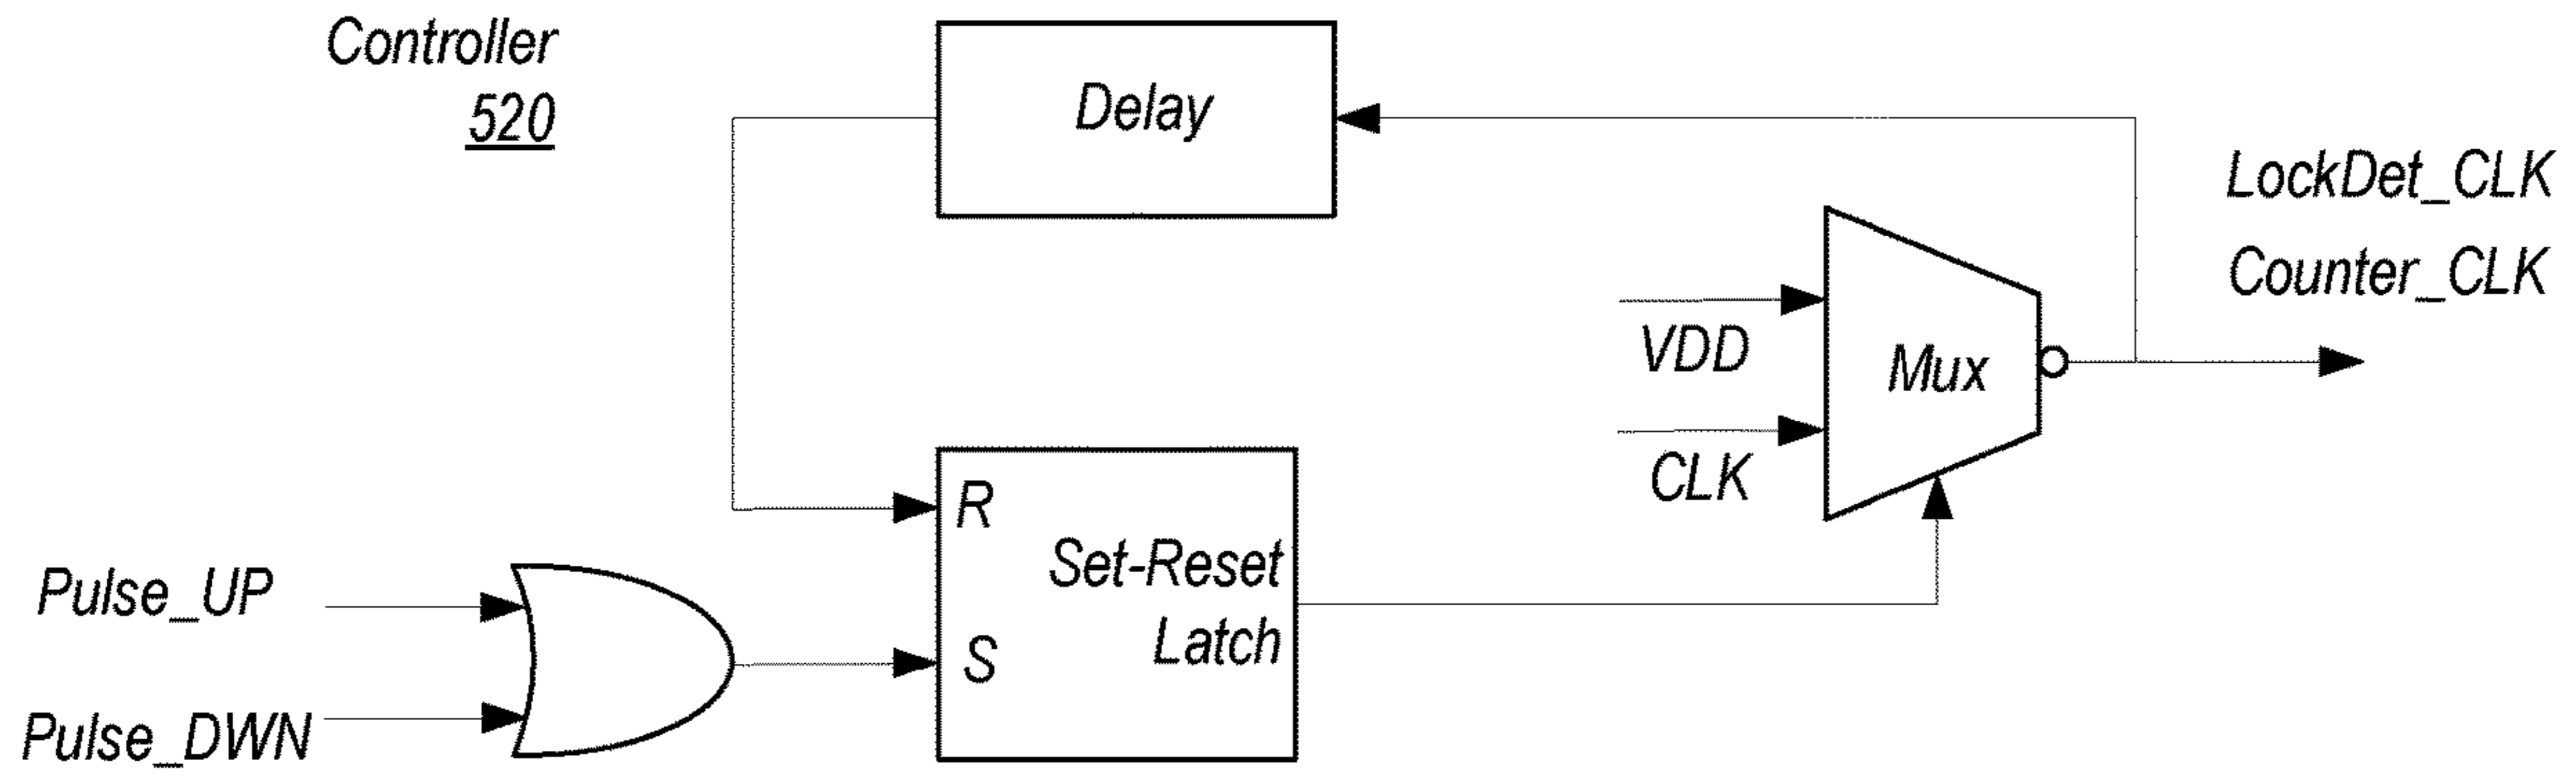 Controller
520
Delay
LockDet_CLK
Counter_CLK
VDD
Mux
CLK
R
Set-Reset
Latch
S
Pulse_UP
Pulse_DWN